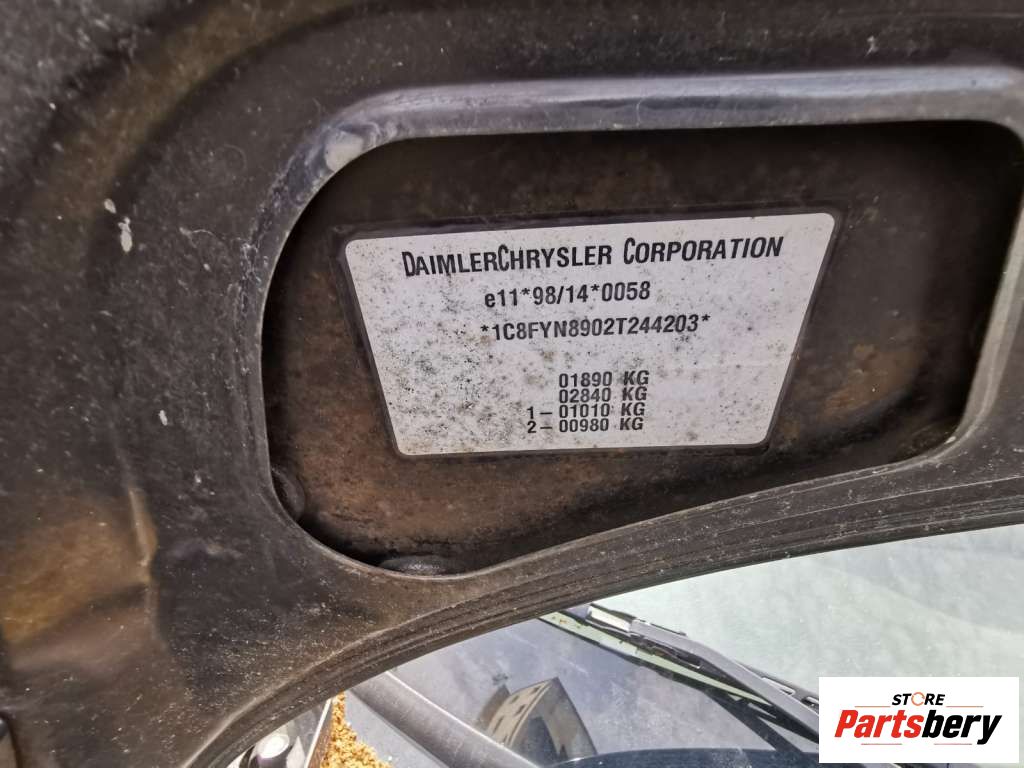 DAIMLERCHRYSLER CORPORATION
e11*98/14*0058
*1C8FYN8902T244203*
01890 KG
02840 KG
1-01010 KG
2-00980 KG
STORE
Partsbery